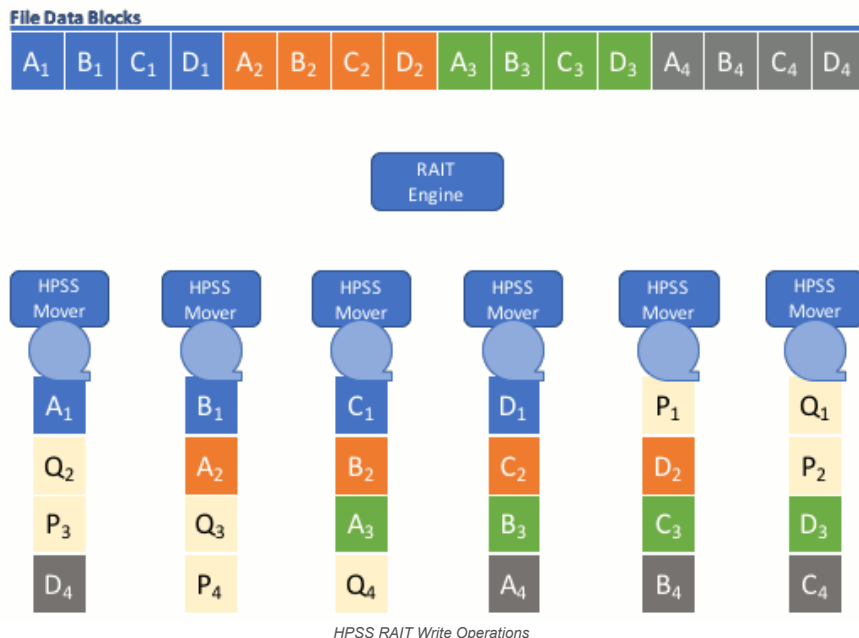 File Data Blocks
A₁ B₁ C₁ D₁ A₂ B₂ C₂ D₂ A₃ B₃ C₃ D₃ A₄ B₄ C₄ D₄
RAIT
Engine
HPSS HPSS HPSS HPSS HPSS HPSS
Mover Mover Mover Mover Mover Mover
A₁ B₁ C₁ D₁ P₁ Q₁
Q₂ A₂ B₂ C₂ D₂ P₂
P₃ Q₃ A₃ B₃ C₃ D₃
D₄ P₄ Q₄ A₄ B₄ C₄
HPSS RAIT Write Operations